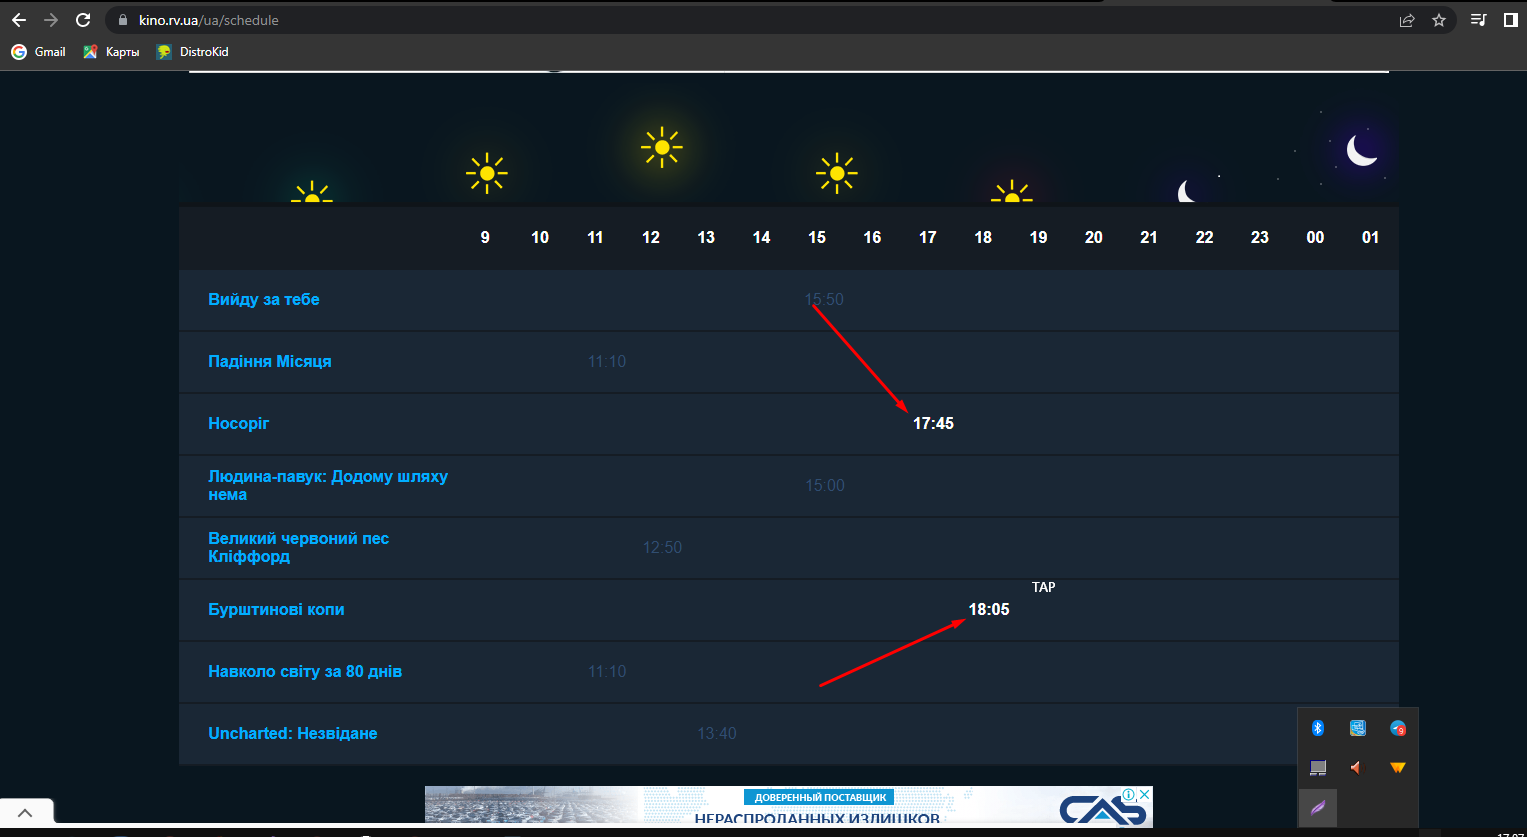 kino.rv.ua/ua/schedule
Gmail Карты DistroKid
9 10 11 12 13 14 15 16 17 18 19 20 21 22 23 00 01
Вийду за тебе 15:50
Падіння Місяця 11:10
Носоріг 17:45
Людина-павук: Додому шляху
нема 15:00
Великий червоний пес
Кліффорд 12:50
TAP
Бурштинові копи 18:05
Навколо світу за 80 днів 11:10
Uncharted: Незвідане 13:40
ДОВЕРЕННЫЙ ПОСТАВЩИК
НЕРАСПРОДАННЫХ ИЗЛИШКОВ
CAS